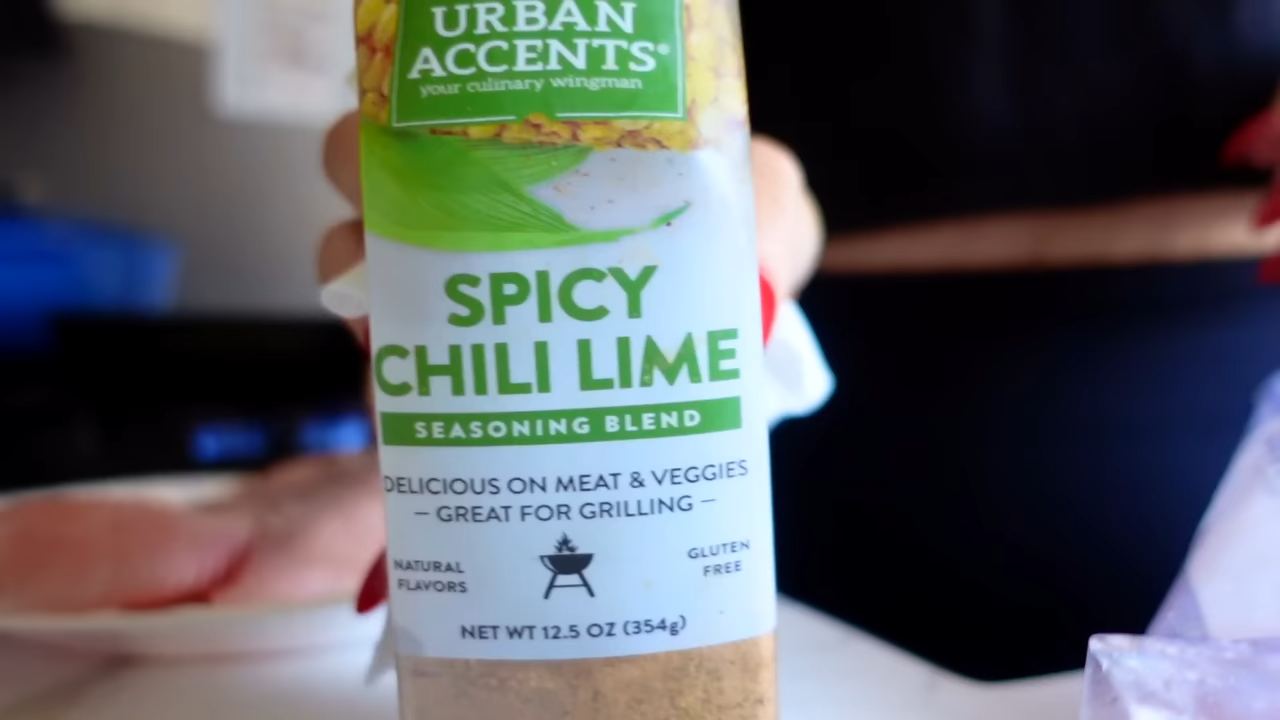 URBAN
ACCENTS®
your culinary wingman
SPICY
CHILI LIME
SEASONING BLEND
DELICIOUS ON MEAT & VEGGIES
— GREAT FOR GRILLING —
NATURAL
FLAVORS
GLUTEN
FREE
NET WT 12.5 OZ (354g)